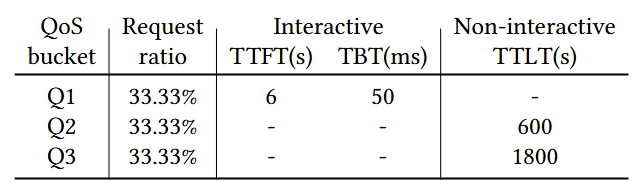 QoS Request Interactive Non-interactive
bucket ratio TTFT(s) TBT(ms) TTLT(s)
Q1 33.33% 6 50 -
Q2 33.33% - - 600
Q3 33.33% - - 1800